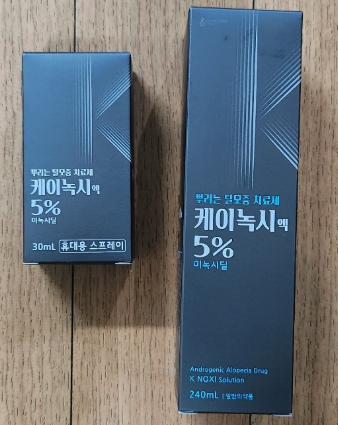 뿌리는 탈모증 치료제
케이녹시액
5%
미녹시딜
30mL 휴대용 스프레이
뿌리는 탈모증 치료제
케이녹시액
5%
미녹시딜
Androgenic Alopecia Drug
K NOXI Solution
240mL 일반의약품